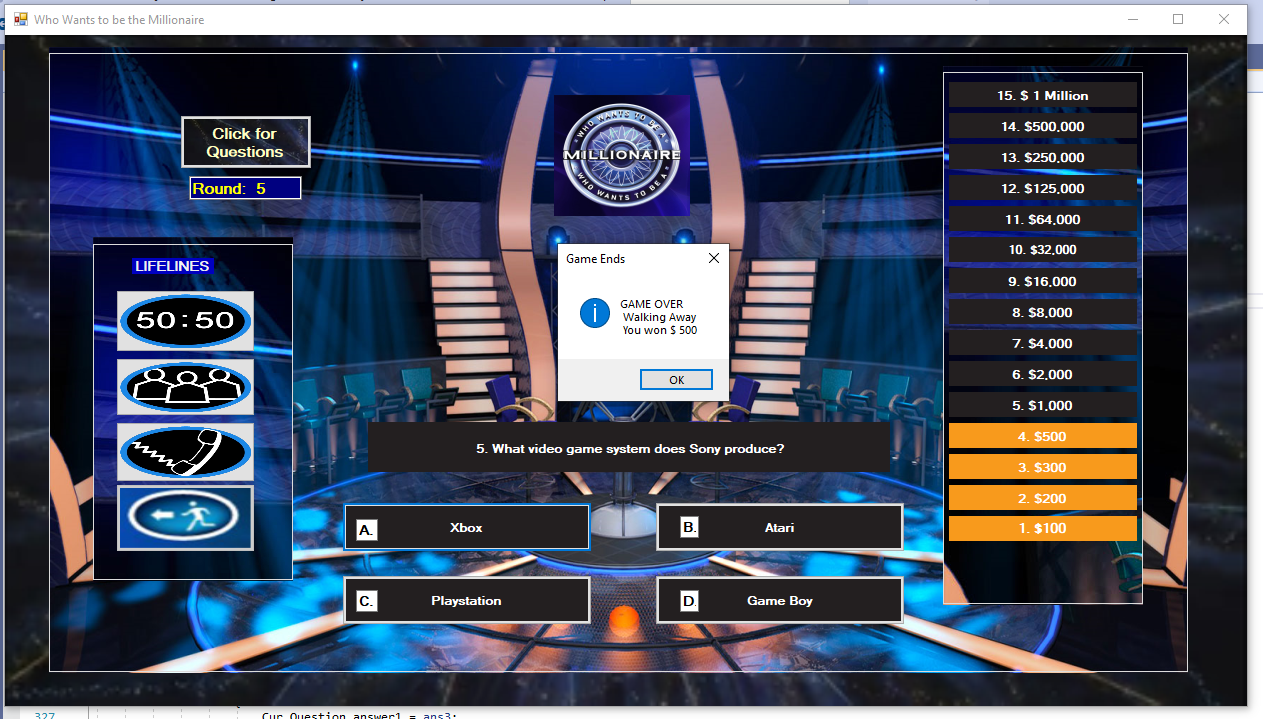 Who Wants to be the Millionaire
Click for
Questions
Round: 5
LIFELINES
50:50
WHO WANTS TO BE A
MILLIONAIRE
WHO WANTS TO BE A
Game Ends
GAME OVER
Walking Away
You won $ 500
OK
5. What video game system does Sony produce?
A. Xbox
B. Atari
C. Playstation
D. Game Boy
15. $ 1 Million
14. $500,000
13. $250,000
12. $125,000
11. $64,000
10. $32,000
9. $16,000
8. $8,000
7. $4,000
6. $2,000
5. $1,000
4. $500
3. $300
2. $200
1. $100
327 Cur_Question.answer1 = ans3;